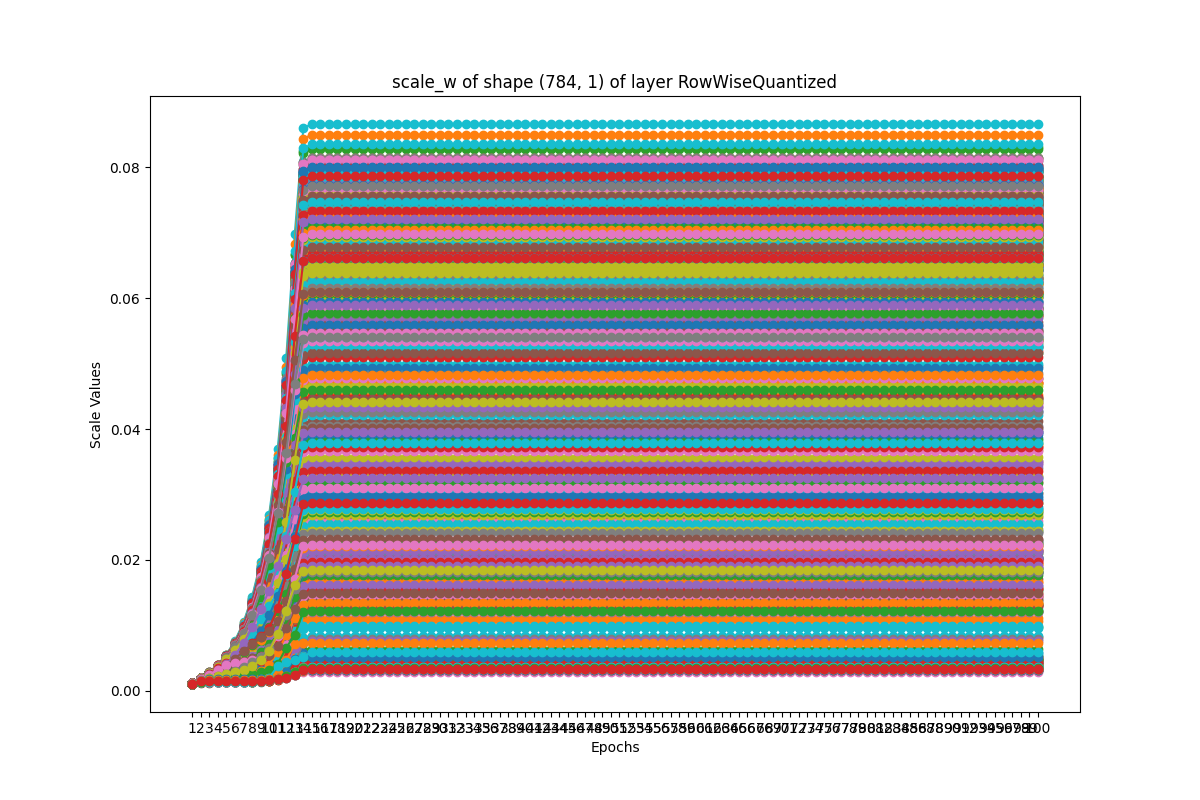 scale_w of shape (784, 1) of layer RowWiseQuantized
0.08
0.06
0.04
0.02
0.00
Scale Values
Epochs